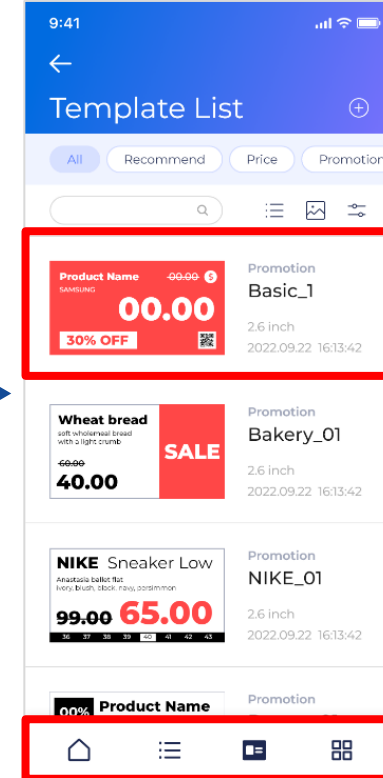 9:41
Template List
All Recommend Price Promotion
Product Name 00.00 $
SAMSUNG
00.00
30% OFF
Promotion
Basic_1
2.6 inch
2022.09.22 16:13:42
Wheat bread
soft wholemeal bread
with a light crumb
60.00
40.00
SALE
Promotion
Bakery_01
2.6 inch
2022.09.22 16:13:42
NIKE Sneaker Low
Anastasia ballet flat
Ivory, blush, black, navy, persimmon
99.00 65.00
36 37 38 39 40 41 42 43
Promotion
NIKE_01
2.6 inch
2022.09.22 16:13:42
00% Product Name
Promotion